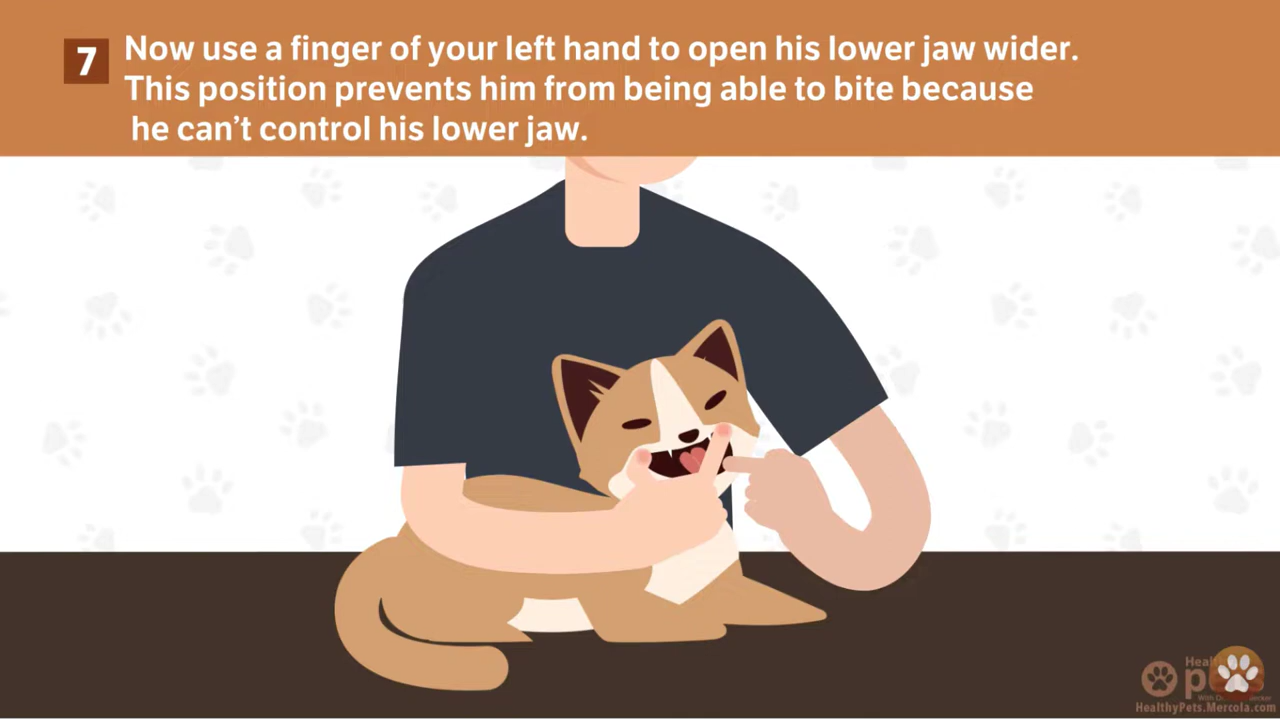 7
Now use a finger of your left hand to open his lower jaw wider.
This position prevents him from being able to bite because
he can’t control his lower jaw.
HealthyPets.Mercola.com